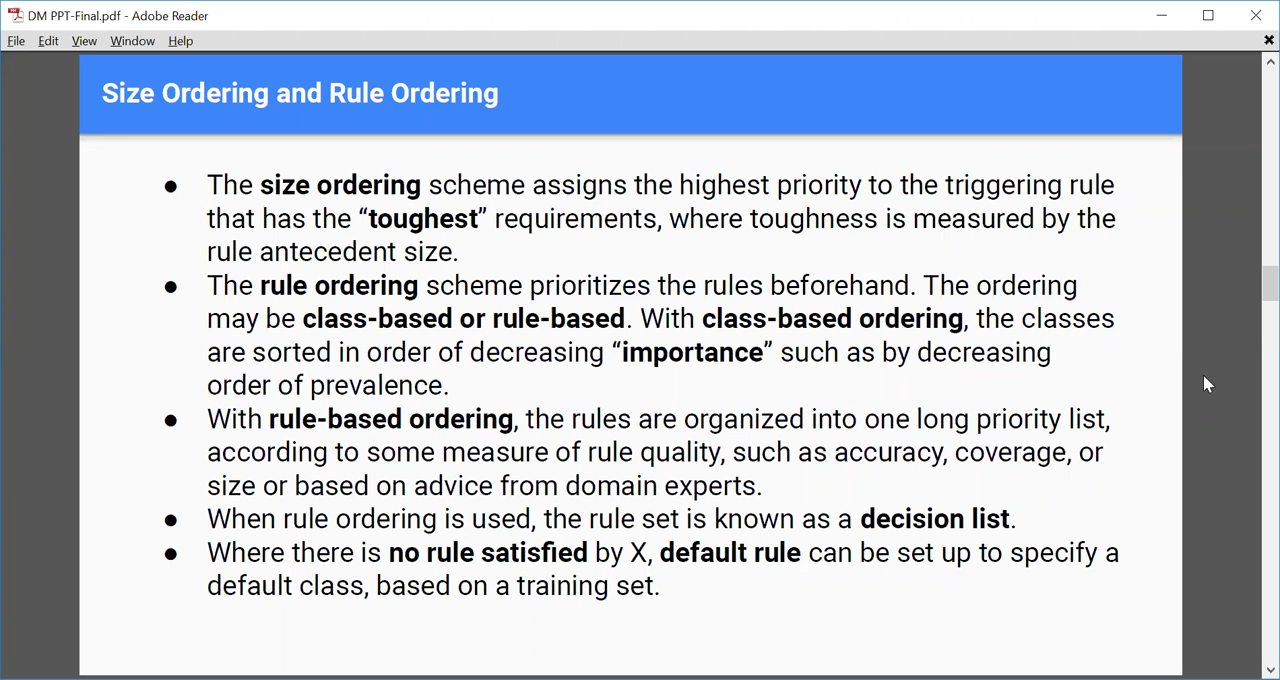 DM PPT-Final.pdf - Adobe Reader
File Edit View Window Help
Size Ordering and Rule Ordering
● The size ordering scheme assigns the highest priority to the triggering rule
that has the “toughest” requirements, where toughness is measured by the
rule antecedent size.
● The rule ordering scheme prioritizes the rules beforehand. The ordering
may be class-based or rule-based. With class-based ordering, the classes
are sorted in order of decreasing “importance” such as by decreasing
order of prevalence.
● With rule-based ordering, the rules are organized into one long priority list,
according to some measure of rule quality, such as accuracy, coverage, or
size or based on advice from domain experts.
● When rule ordering is used, the rule set is known as a decision list.
● Where there is no rule satisfied by X, default rule can be set up to specify a
default class, based on a training set.